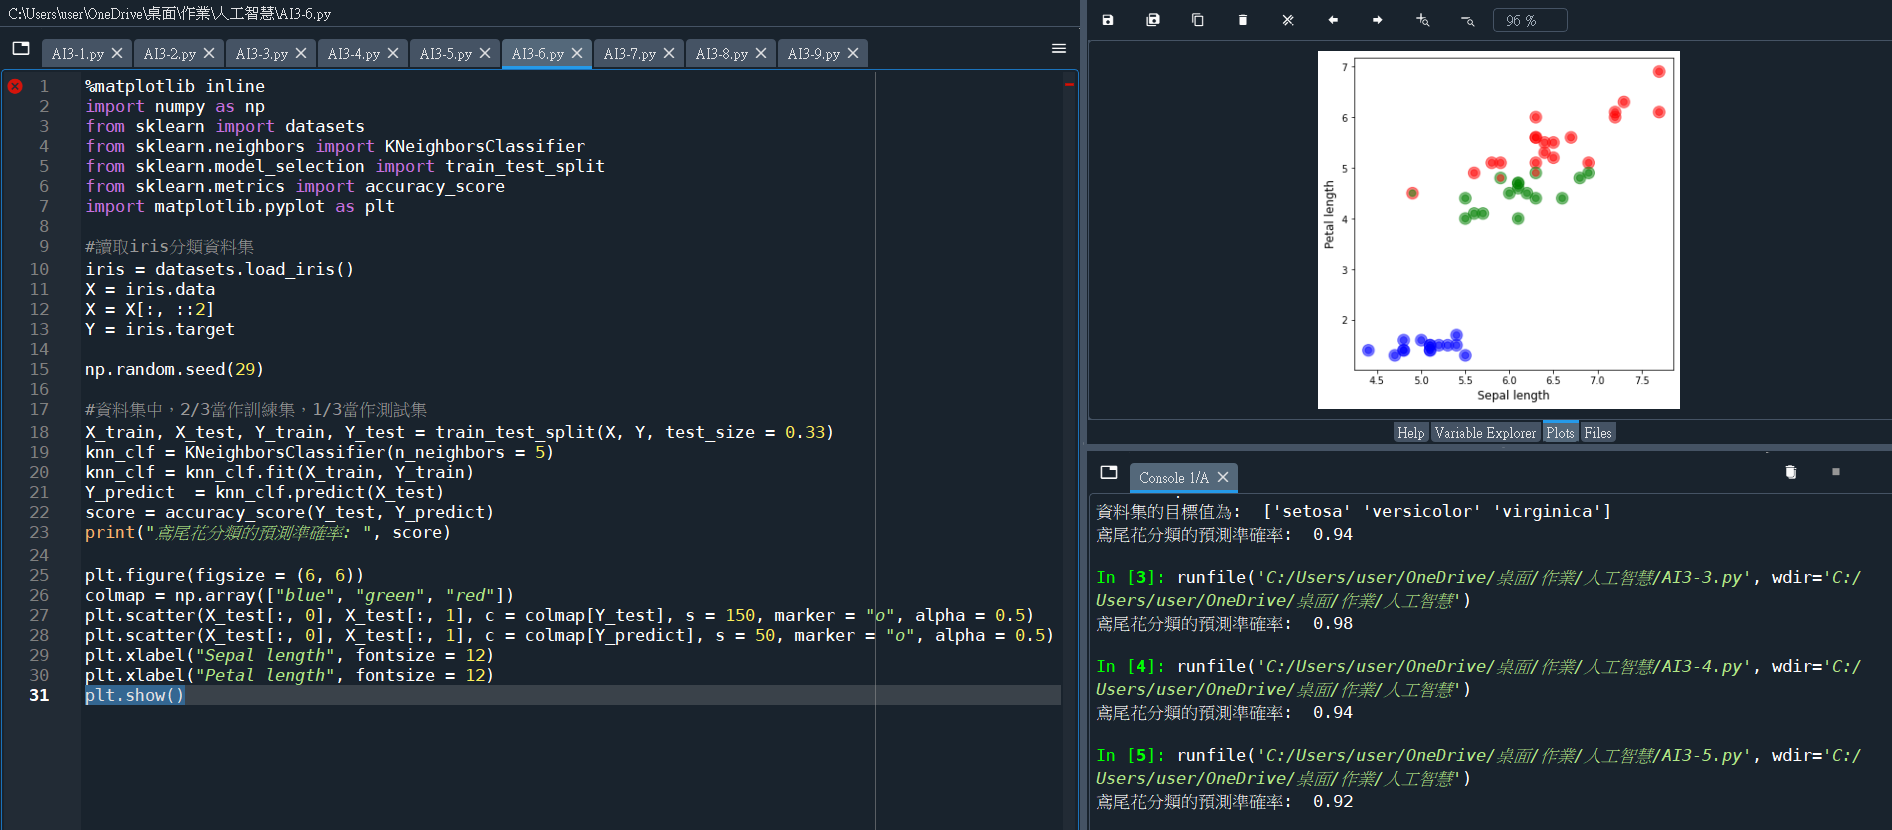 C:\Users\user\OneDrive\桌面\作業\人工智慧\AI3-6.py
AI3-1.py AI3-2.py AI3-3.py AI3-4.py AI3-5.py AI3-6.py AI3-7.py AI3-8.py AI3-9.py
1 %matplotlib inline
2 import numpy as np
3 from sklearn import datasets
4 from sklearn.neighbors import KNeighborsClassifier
5 from sklearn.model_selection import train_test_split
6 from sklearn.metrics import accuracy_score
7 import matplotlib.pyplot as plt
8
9 #讀取iris分類資料集
10 iris = datasets.load_iris()
11 X = iris.data
12 X = X[:, ::2]
13 Y = iris.target
14
15 np.random.seed(29)
16
17 #資料集中，2/3當作訓練集，1/3當作測試集
18 X_train, X_test, Y_train, Y_test = train_test_split(X, Y, test_size = 0.33)
19 knn_clf = KNeighborsClassifier(n_neighbors = 5)
20 knn_clf = knn_clf.fit(X_train, Y_train)
21 Y_predict  = knn_clf.predict(X_test)
22 score = accuracy_score(Y_test, Y_predict)
23 print("鳶尾花分類的預測準確率: ", score)
24
25 plt.figure(figsize = (6, 6))
26 colmap = np.array(["blue", "green", "red"])
27 plt.scatter(X_test[:, 0], X_test[:, 1], c = colmap[Y_test], s = 150, marker = "o", alpha = 0.5)
28 plt.scatter(X_test[:, 0], X_test[:, 1], c = colmap[Y_predict], s = 50, marker = "o", alpha = 0.5)
29 plt.xlabel("Sepal length", fontsize = 12)
30 plt.xlabel("Petal length", fontsize = 12)
31 plt.show()
96 %
7
6
5
4
3
2
Petal length
4.5 5.0 5.5 6.0 6.5 7.0 7.5
Sepal length
Help Variable Explorer Plots Files
Console 1/A
資料集的目標值為:  ['setosa' 'versicolor' 'virginica']
鳶尾花分類的預測準確率:  0.94
In [3]: runfile('C:/Users/user/OneDrive/桌面/作業/人工智慧/AI3-3.py', wdir='C:/
Users/user/OneDrive/桌面/作業/人工智慧')
鳶尾花分類的預測準確率:  0.98
In [4]: runfile('C:/Users/user/OneDrive/桌面/作業/人工智慧/AI3-4.py', wdir='C:/
Users/user/OneDrive/桌面/作業/人工智慧')
鳶尾花分類的預測準確率:  0.94
In [5]: runfile('C:/Users/user/OneDrive/桌面/作業/人工智慧/AI3-5.py', wdir='C:/
Users/user/OneDrive/桌面/作業/人工智慧')
鳶尾花分類的預測準確率:  0.92